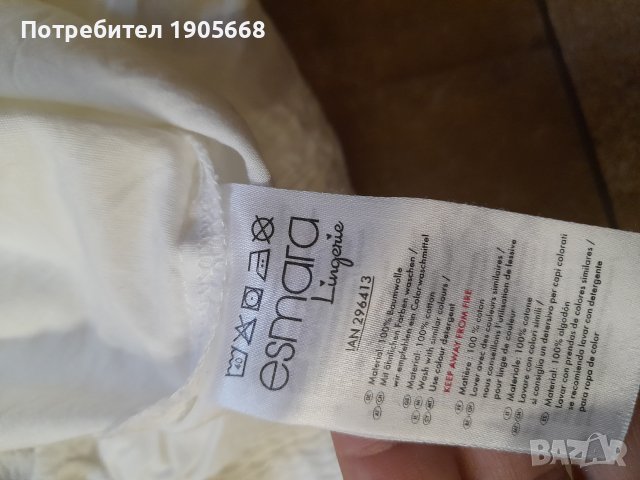 Потребител 1905668
esmara
Lingerie
IAN 296413
Material: 100% Baumwolle
Mit ähnlichen Farben waschen /
wir empfehlen ein Colorwaschmittel
Material: 100% cotton
Wash with similar colours /
Use colour detergent
KEEP AWAY FROM FIRE
Matière: 100% coton
Laver avec des couleurs similaires /
nous conseillons l'utilisation de lessive
pour linge de couleur
Materiale: 100% cotone
Lavare con colori simili /
si consiglia un detersivo per capi colorati
Material: 100% algodón
Lavar con prendas de colores similares /
se recomienda lavar con detergente
para ropa de color
BAZAR